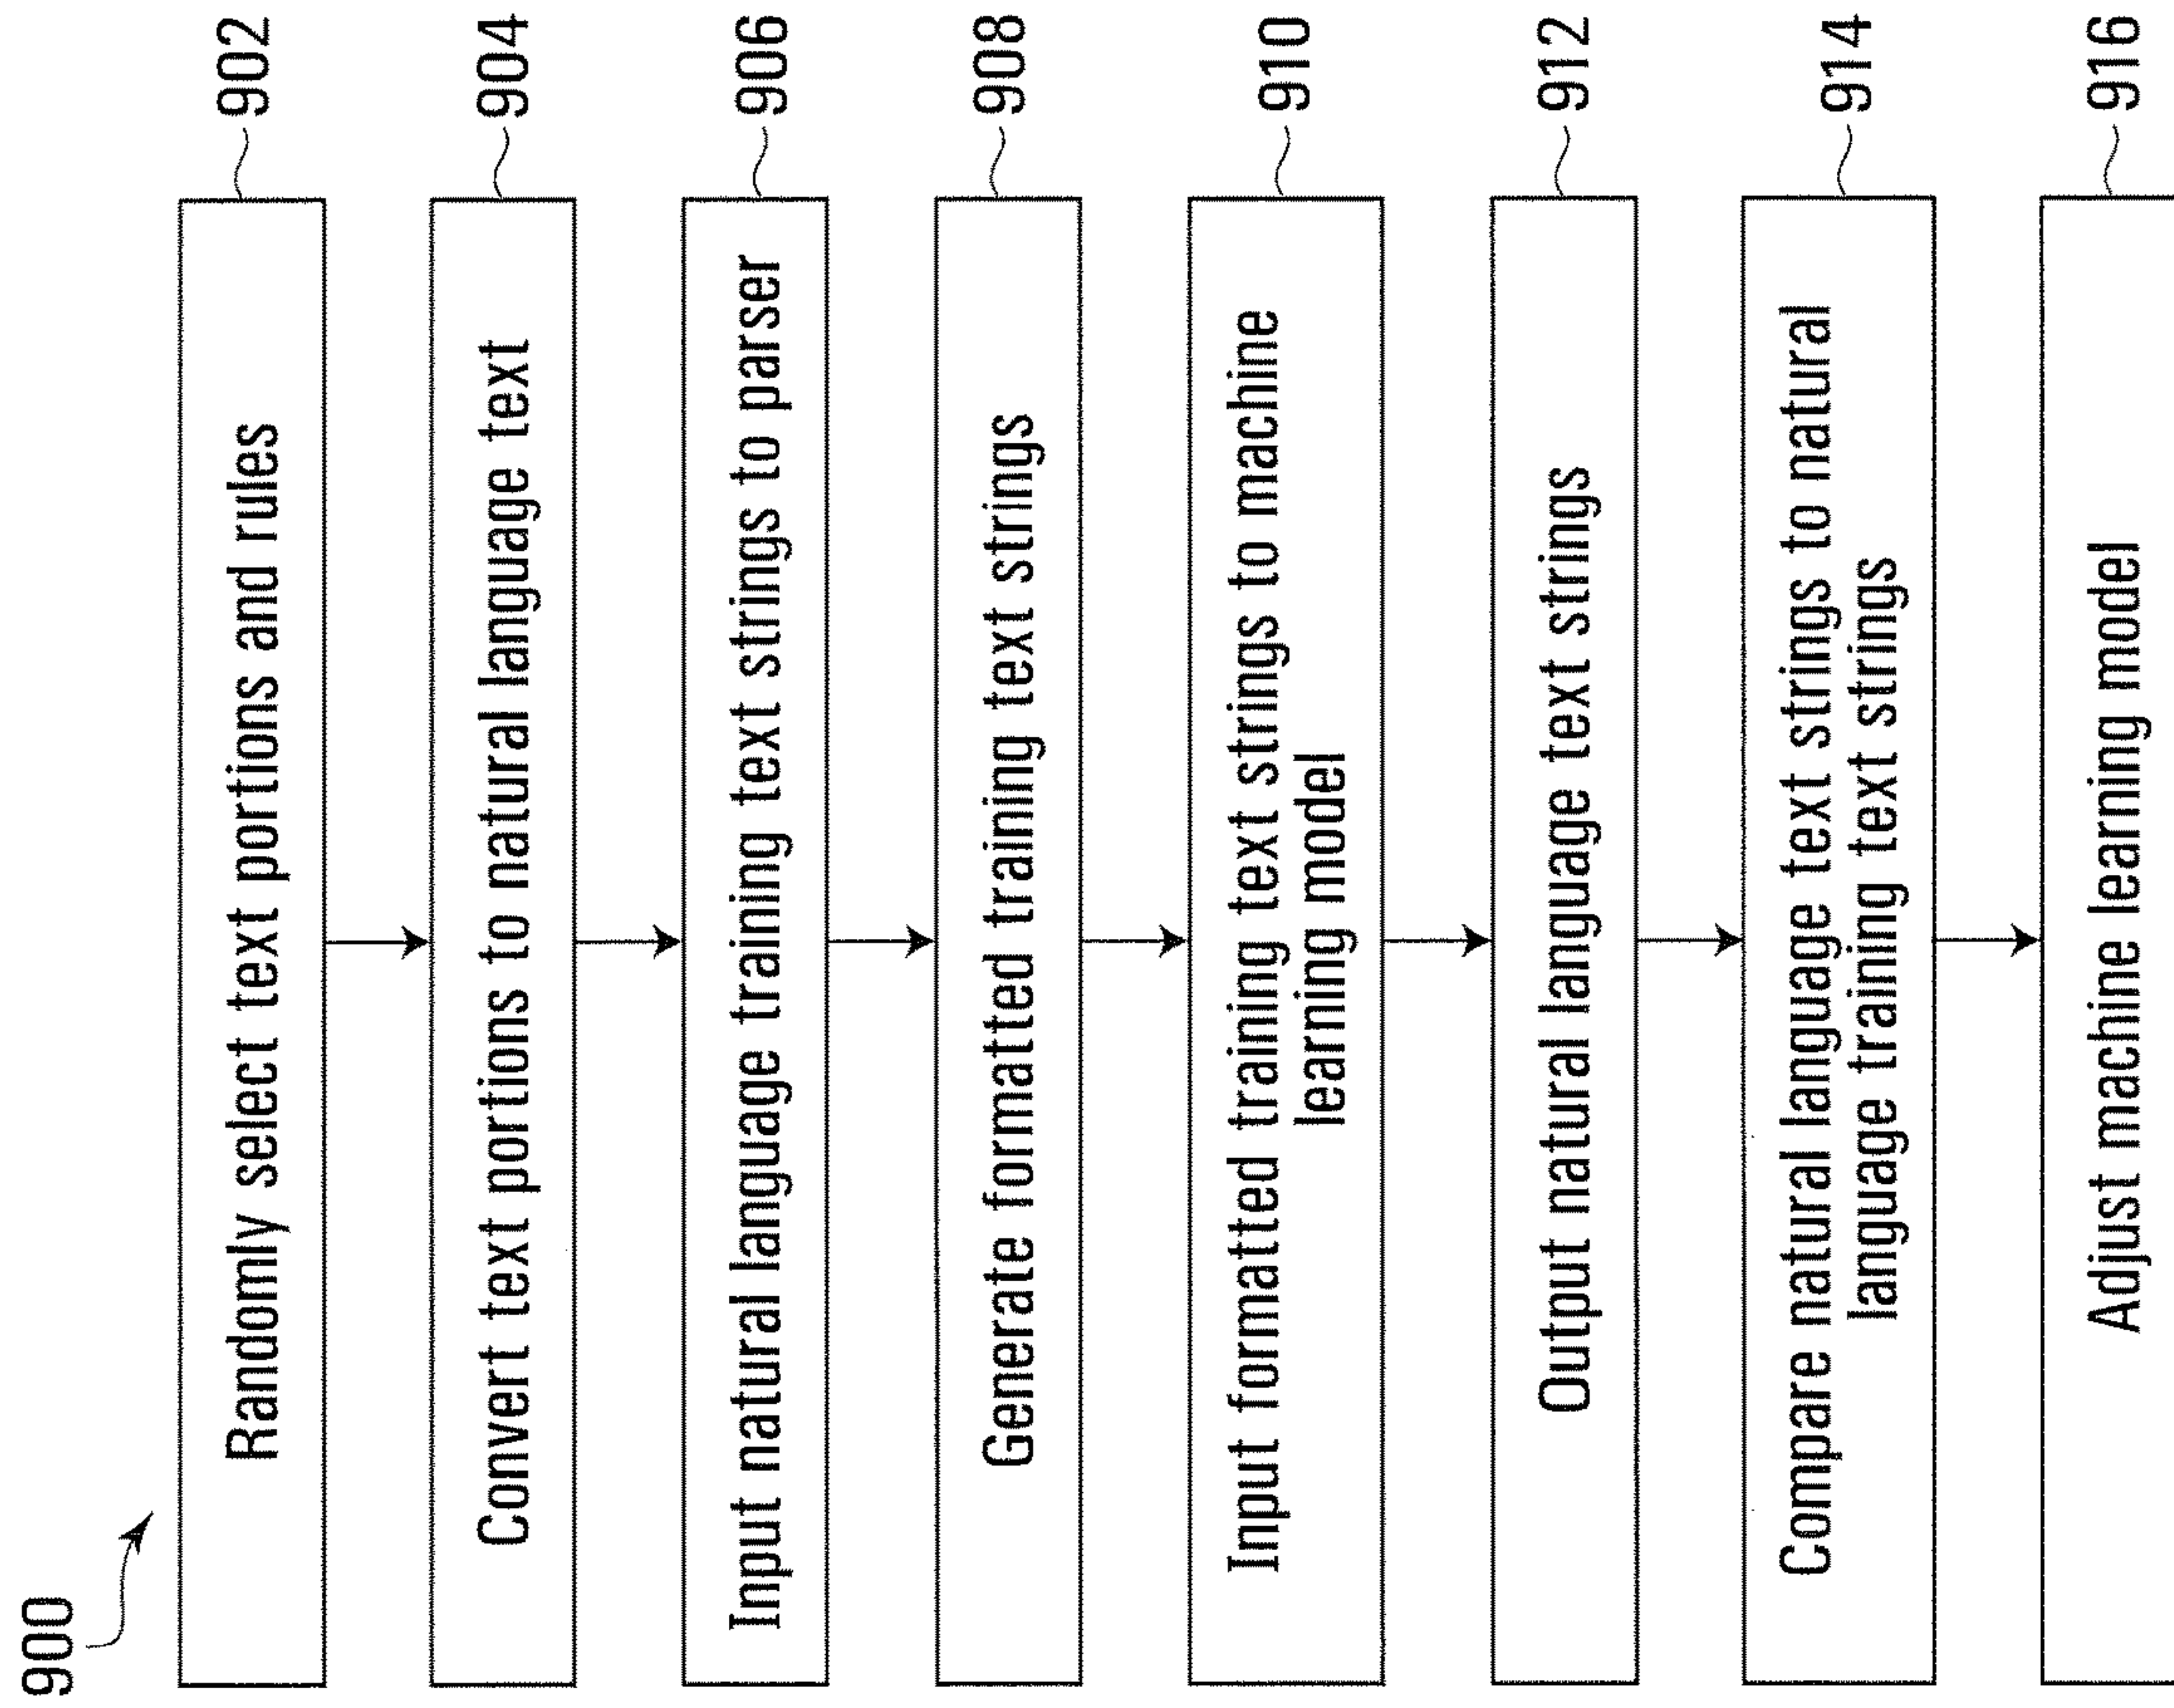 900
Randomly select text portions and rules
902
Convert text portions to natural language text
904
Input natural language training text strings to parser
906
Generate formatted training text strings
908
Input formatted training text strings to machine
learning model
910
Output natural language text strings
912
Compare natural language text strings to natural
language training text strings
914
Adjust machine learning model
916